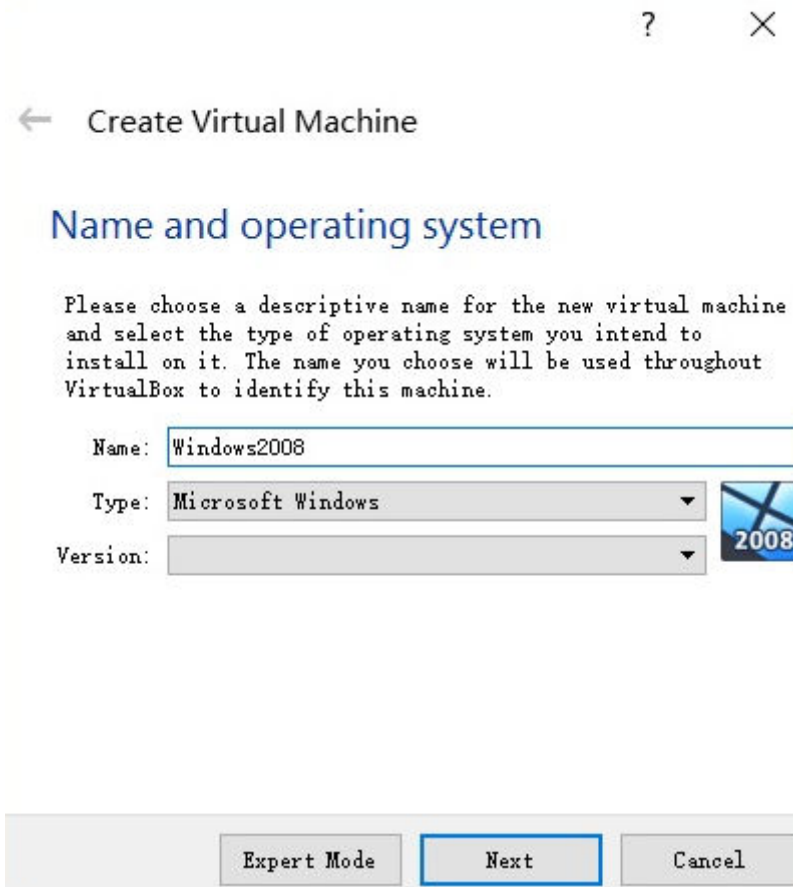 ?
Create Virtual Machine
Name and operating system
Please choose a descriptive name for the new virtual machine
and select the type of operating system you intend to
install on it. The name you choose will be used throughout
VirtualBox to identify this machine.
Name: Windows2008
Type: Microsoft Windows
2008
Version:
Expert Mode Next Cancel